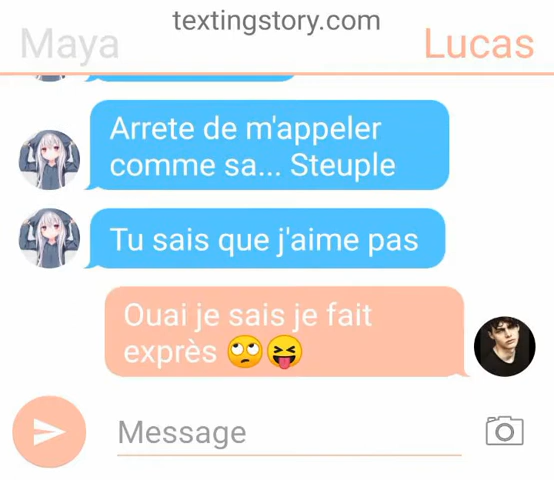 textingstory.com
Maya
Lucas
Arrete de m'appeler
comme sa... Steuple
Tu sais que j'aime pas
Ouai je sais je fait
exprès 🙄😝
Message